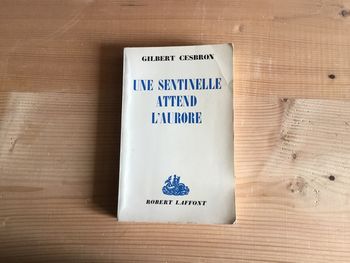 GILBERT CESBRON
UNE SENTINELLE
ATTEND
L'AURORE
ROBERT LAFFONT